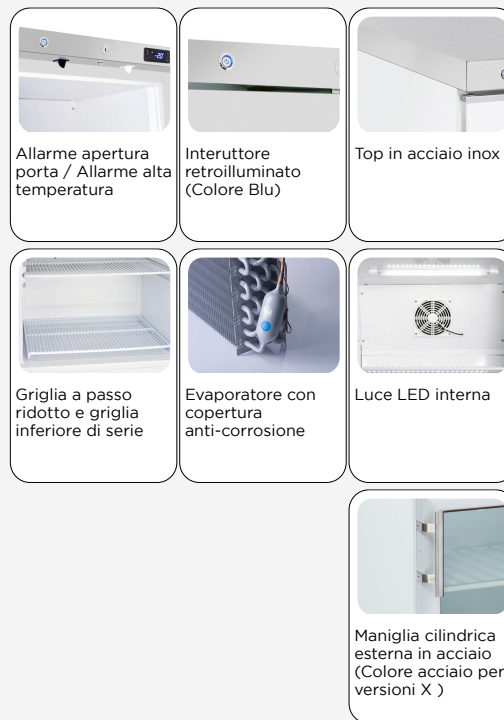 -20
Allarme apertura
porta / Allarme alta
temperatura
Interuttore
retroilluminato
(Colore Blu)
Top in acciaio inox
Griglia a passo
ridotto e griglia
inferiore di serie
Evaporatore con
copertura
anti-corrosione
Luce LED interna
Maniglia cilindrica
esterna in acciaio
(Colore acciaio per
versioni X )